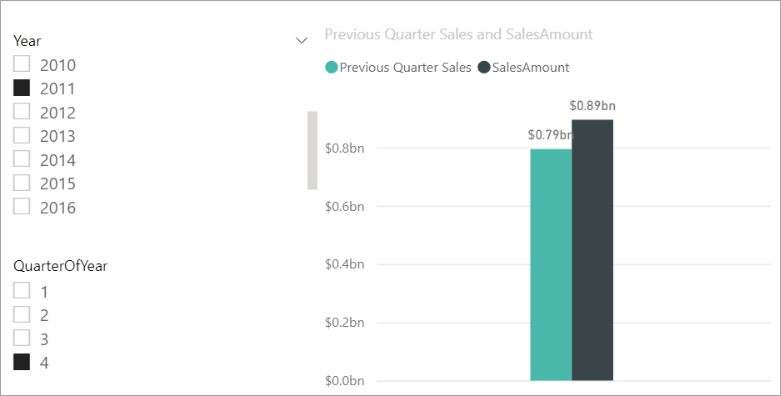 Year
2010
2011
2012
2013
2014
2015
2016
QuarterOfYear
1
2
3
4
Previous Quarter Sales and SalesAmount
Previous Quarter Sales SalesAmount
$0.89bn
$0.79bn
$0.8bn
$0.6bn
$0.4bn
$0.2bn
$0.0bn